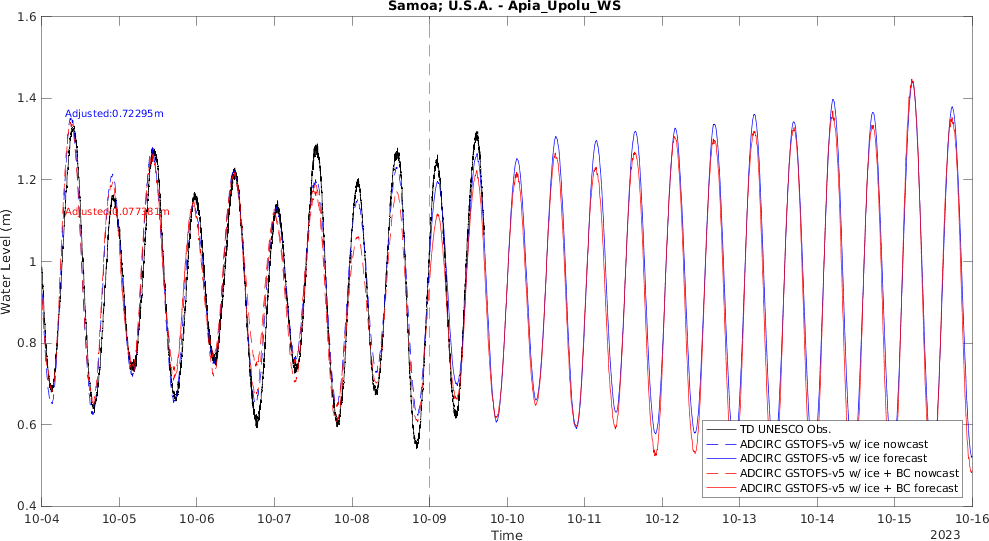 Samoa; U.S.A. - Apia_Upolu_WS
1.6
1.4
1.2
1
0.8
0.6
0.4
Water Level (m)
Adjusted:0.72295m
Adjusted:0.077381m
TD UNESCO Obs.
ADCIRC GSTOFS-v5 w/ ice nowcast
ADCIRC GSTOFS-v5 w/ ice forecast
ADCIRC GSTOFS-v5 w/ ice + BC nowcast
ADCIRC GSTOFS-v5 w/ ice + BC forecast
10-04 10-05 10-06 10-07 10-08 10-09 10-10 10-11 10-12 10-13 10-14 10-15 10-16
Time
2023